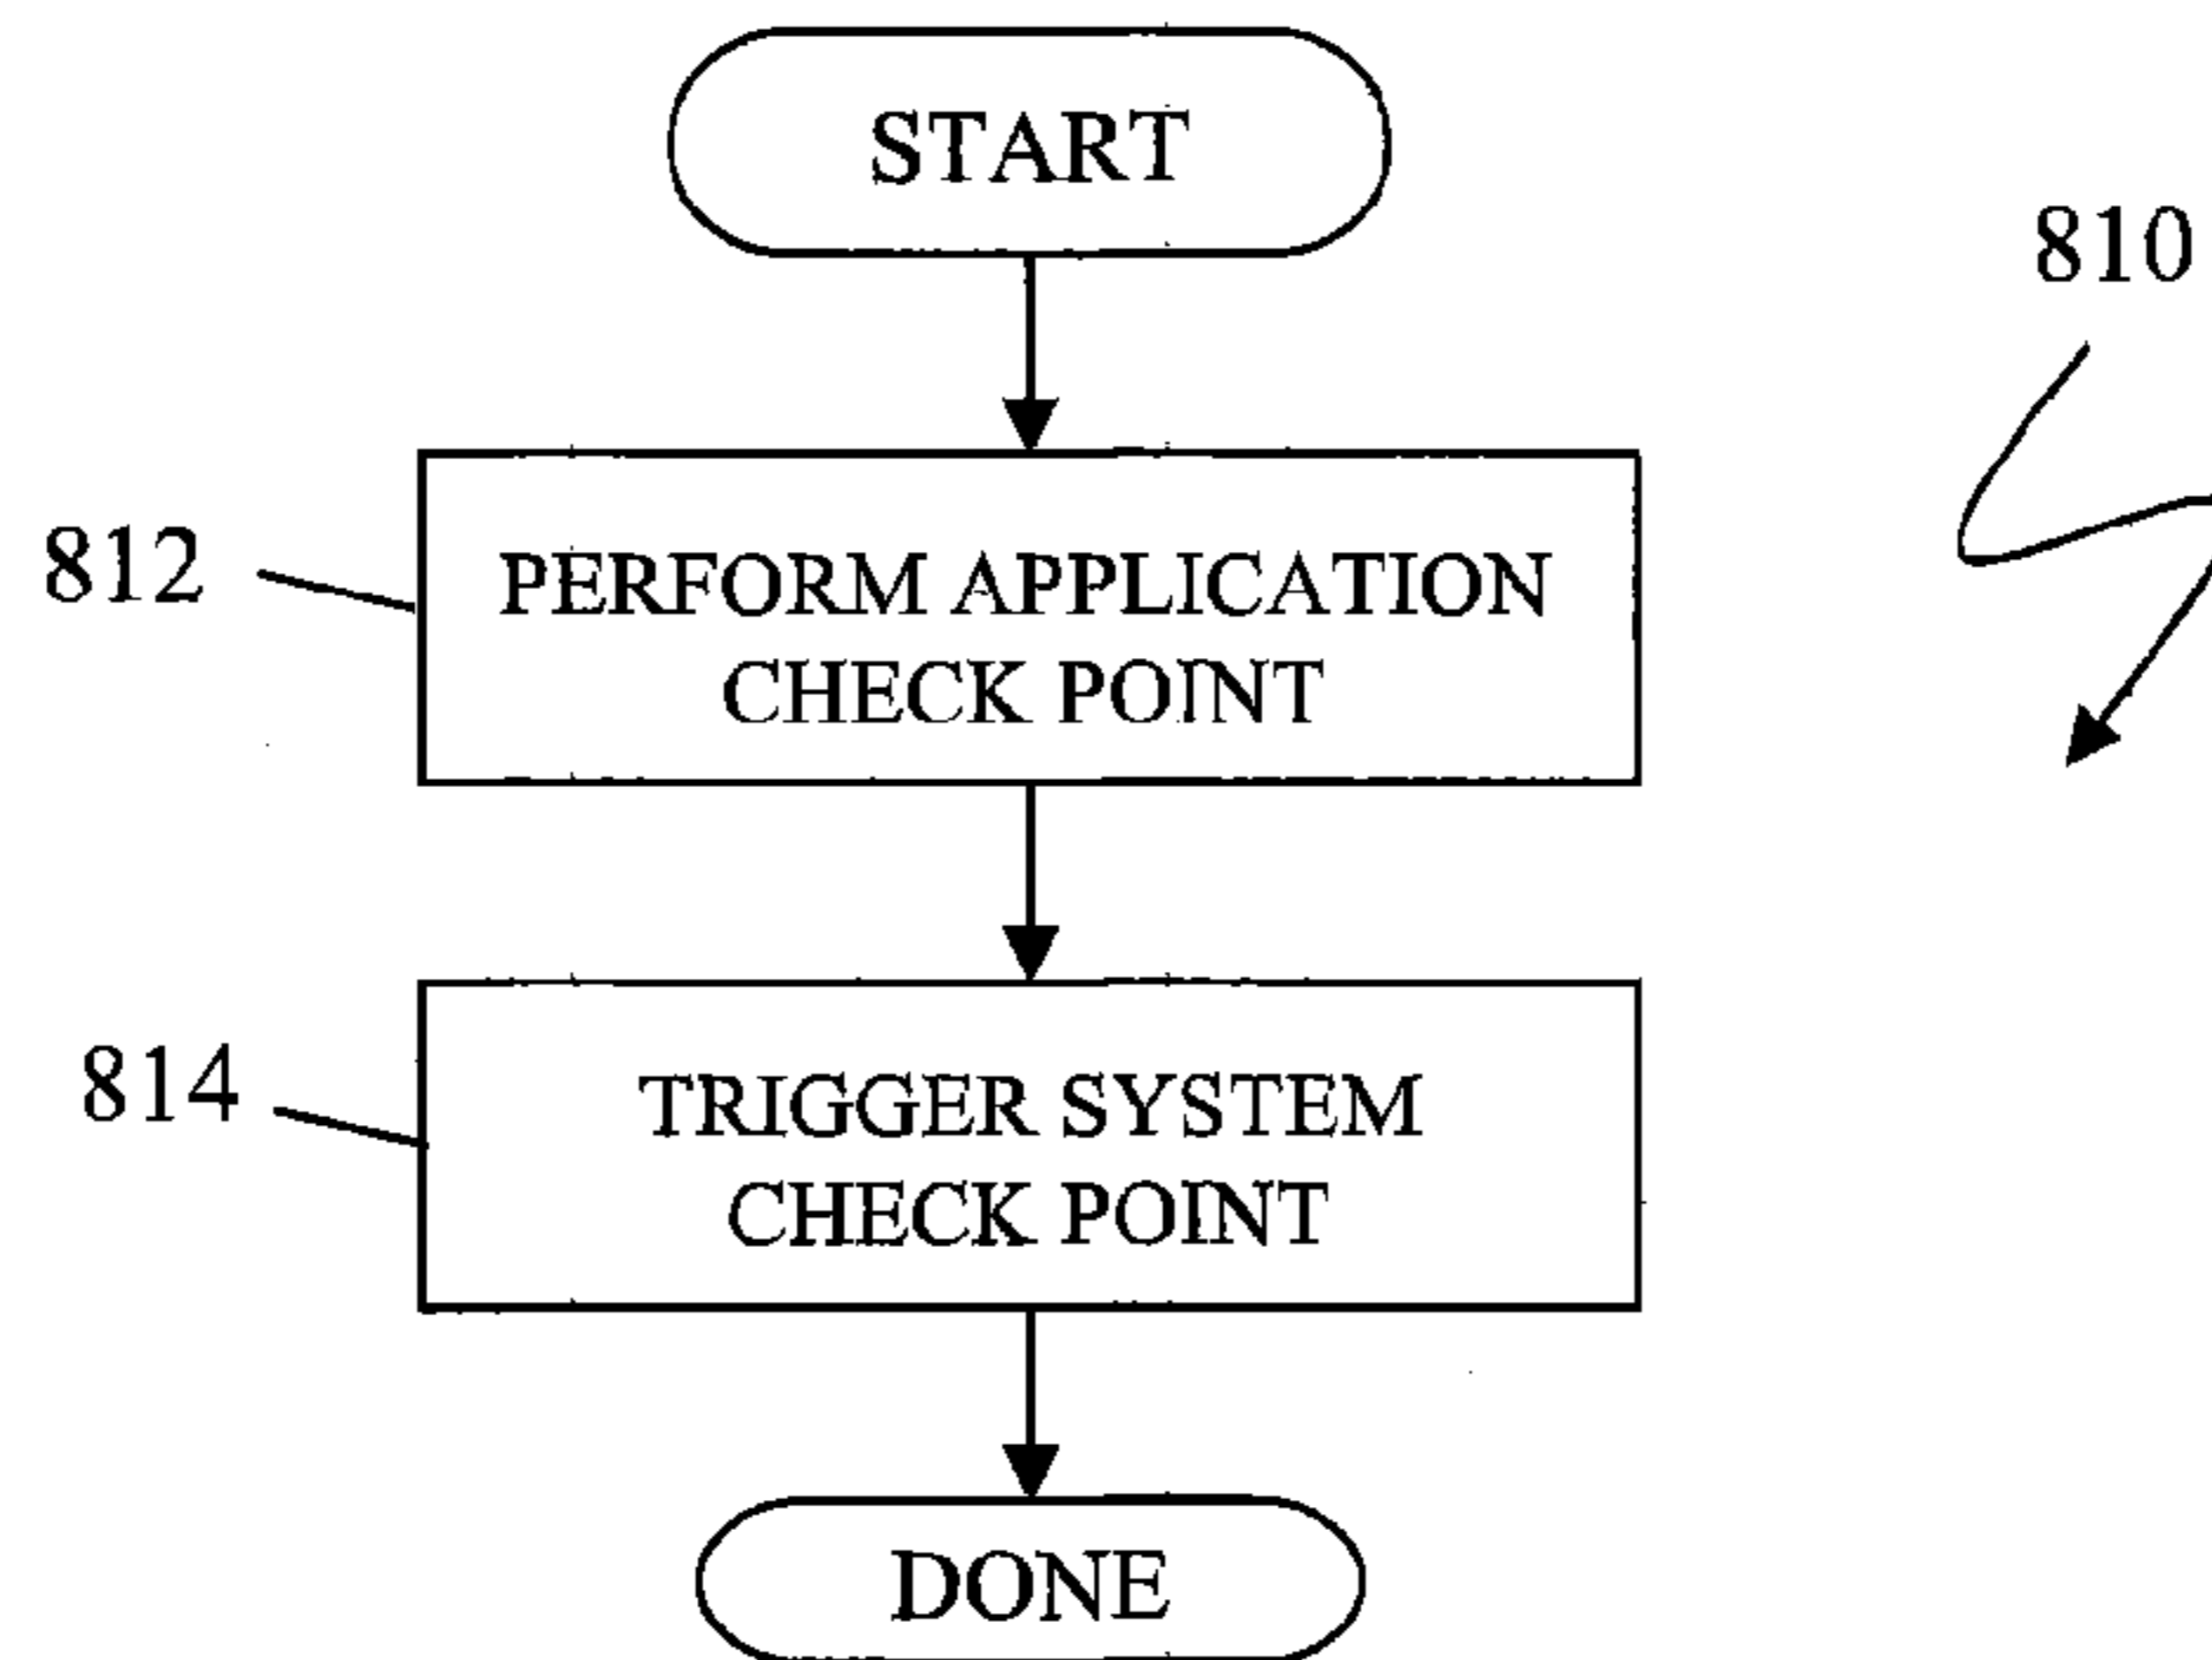 START
810
812
PERFORM APPLICATION
CHECK POINT
814
TRIGGER SYSTEM
CHECK POINT
DONE